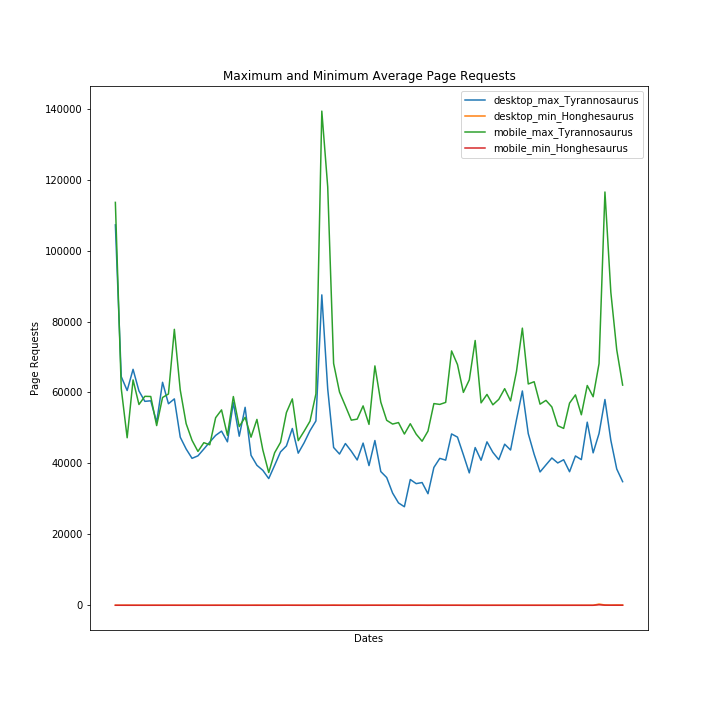 Maximum and Minimum Average Page Requests
desktop_max_Tyrannosaurus
desktop_min_Honghesaurus
mobile_max_Tyrannosaurus
mobile_min_Honghesaurus
140000
120000
100000
80000
60000
40000
20000
0
Page Requests
Dates